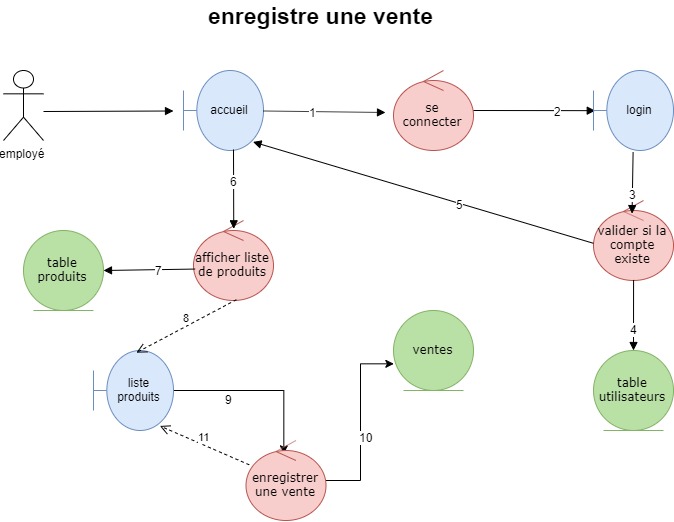 enregistre une vente
employé
accueil
1
se
connecter
2
login
3
valider si la
compte
existe
4
table
utilisateurs
5
6
afficher liste
de produits
7
table
produits
8
liste
produits
9
enregistrer
une vente
10
ventes
11